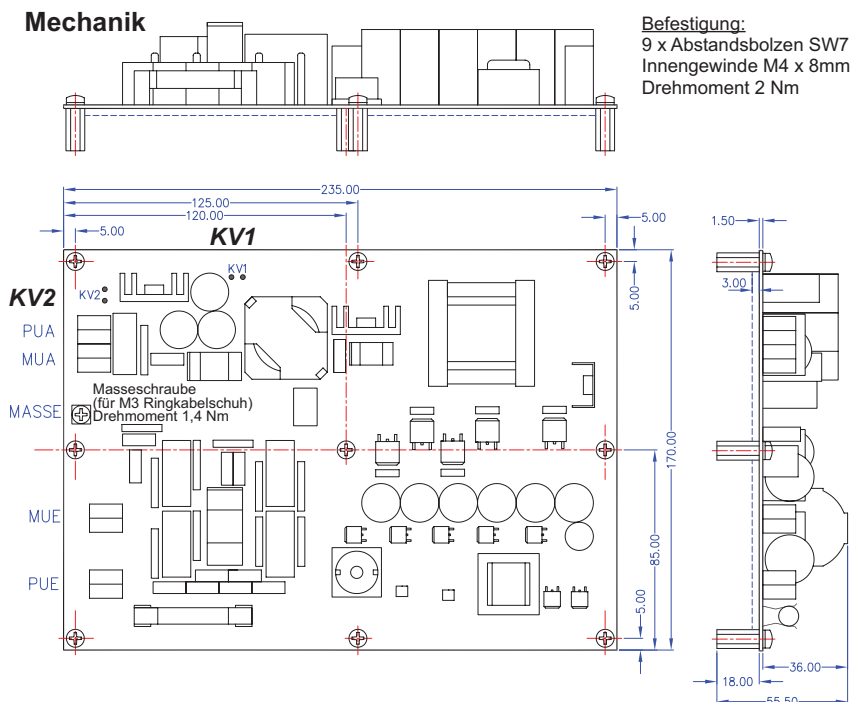 Mechanik
Befestigung:
9 x Abstandsbolzen SW7
Innengewinde M4 x 8mm
Drehmoment 2 Nm
235.00
125.00
120.00
5.00
5.00
1.50
KV1
KV1
KV2
KV2
3.00
5.00
PUA
MUA
MASSE
Masseschraube
(für M3 Ringkabelschuh)
Drehmoment 1,4 Nm
170.00
MUE
85.00
PUE
5.00
36.00
18.00
55.50